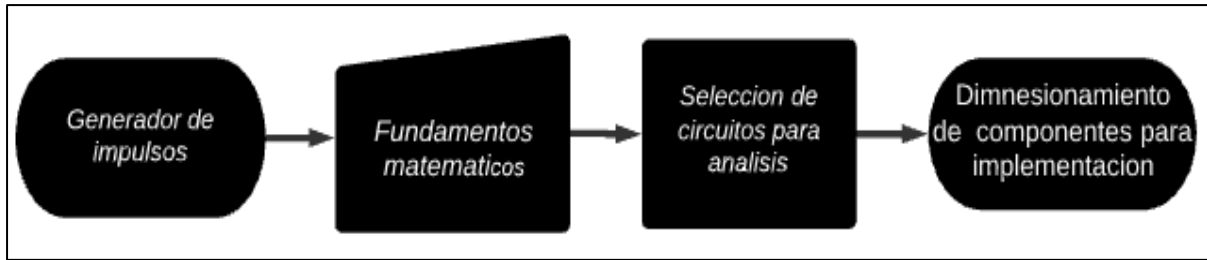 Generador de
impulsos
Fundamentos
matematicos
Seleccion de
circuitos para
analisis
Dimnesionamiento
de componentes para
implementacion